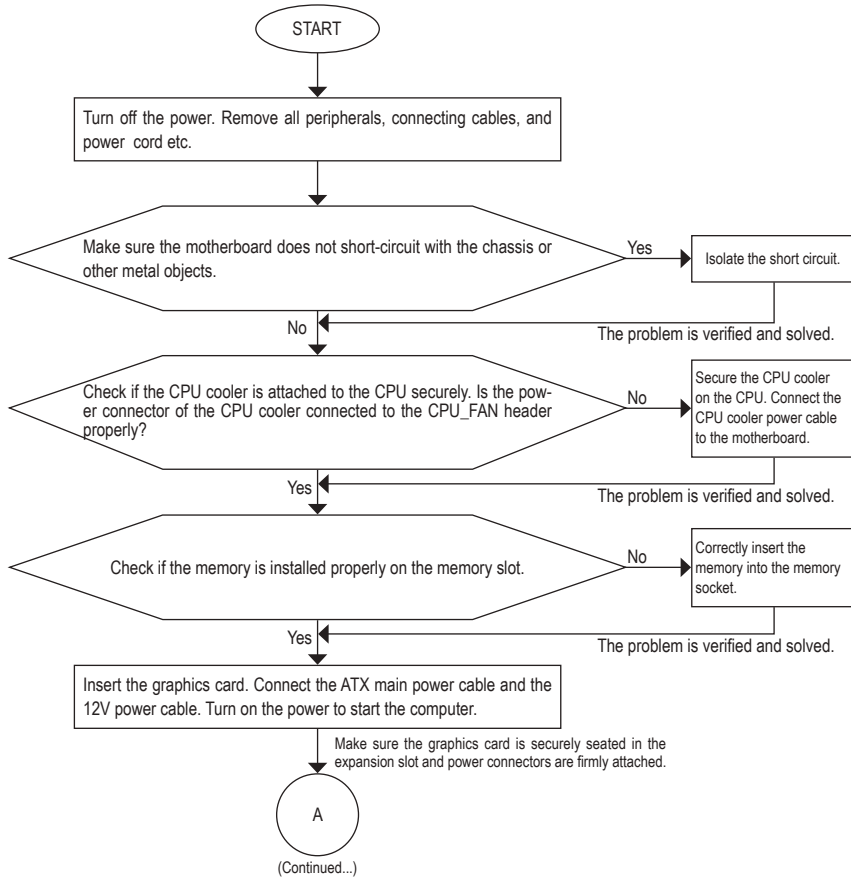 START
Turn off the power. Remove all peripherals, connecting cables, and
power cord etc.
Make sure the motherboard does not short-circuit with the chassis or
other metal objects.
Yes
Isolate the short circuit.
No
The problem is verified and solved.
Check if the CPU cooler is attached to the CPU securely. Is the pow-
er connector of the CPU cooler connected to the CPU_FAN header
properly?
No
Secure the CPU cooler
on the CPU. Connect the
CPU cooler power cable
to the motherboard.
Yes
The problem is verified and solved.
Check if the memory is installed properly on the memory slot.
No
Correctly insert the
memory into the memory
socket.
Yes
The problem is verified and solved.
Insert the graphics card. Connect the ATX main power cable and the
12V power cable. Turn on the power to start the computer.
Make sure the graphics card is securely seated in the
expansion slot and power connectors are firmly attached.
A
(Continued...)